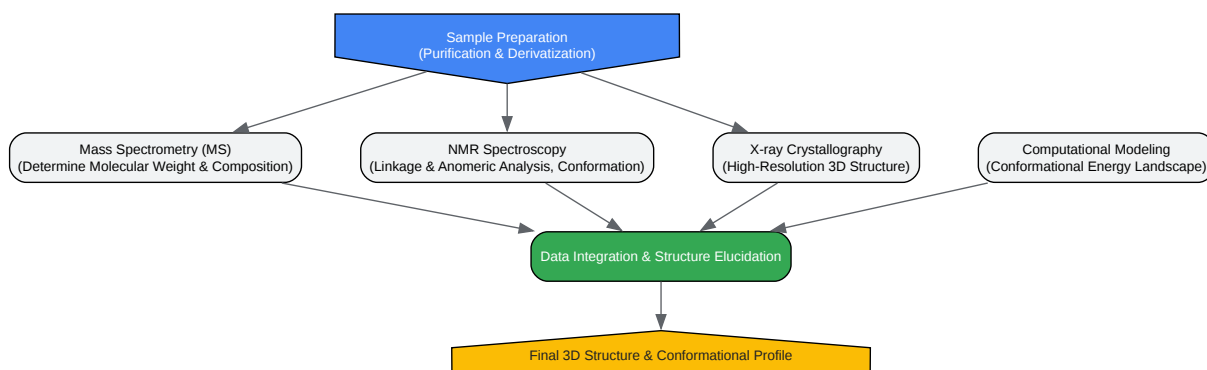 Sample Preparation
(Purification & Derivatization)
Mass Spectrometry (MS)
(Determine Molecular Weight & Composition)
NMR Spectroscopy
(Linkage & Anomeric Analysis, Conformation)
X-ray Crystallography
(High-Resolution 3D Structure)
Computational Modeling
(Conformational Energy Landscape)
Data Integration & Structure Elucidation
Final 3D Structure & Conformational Profile